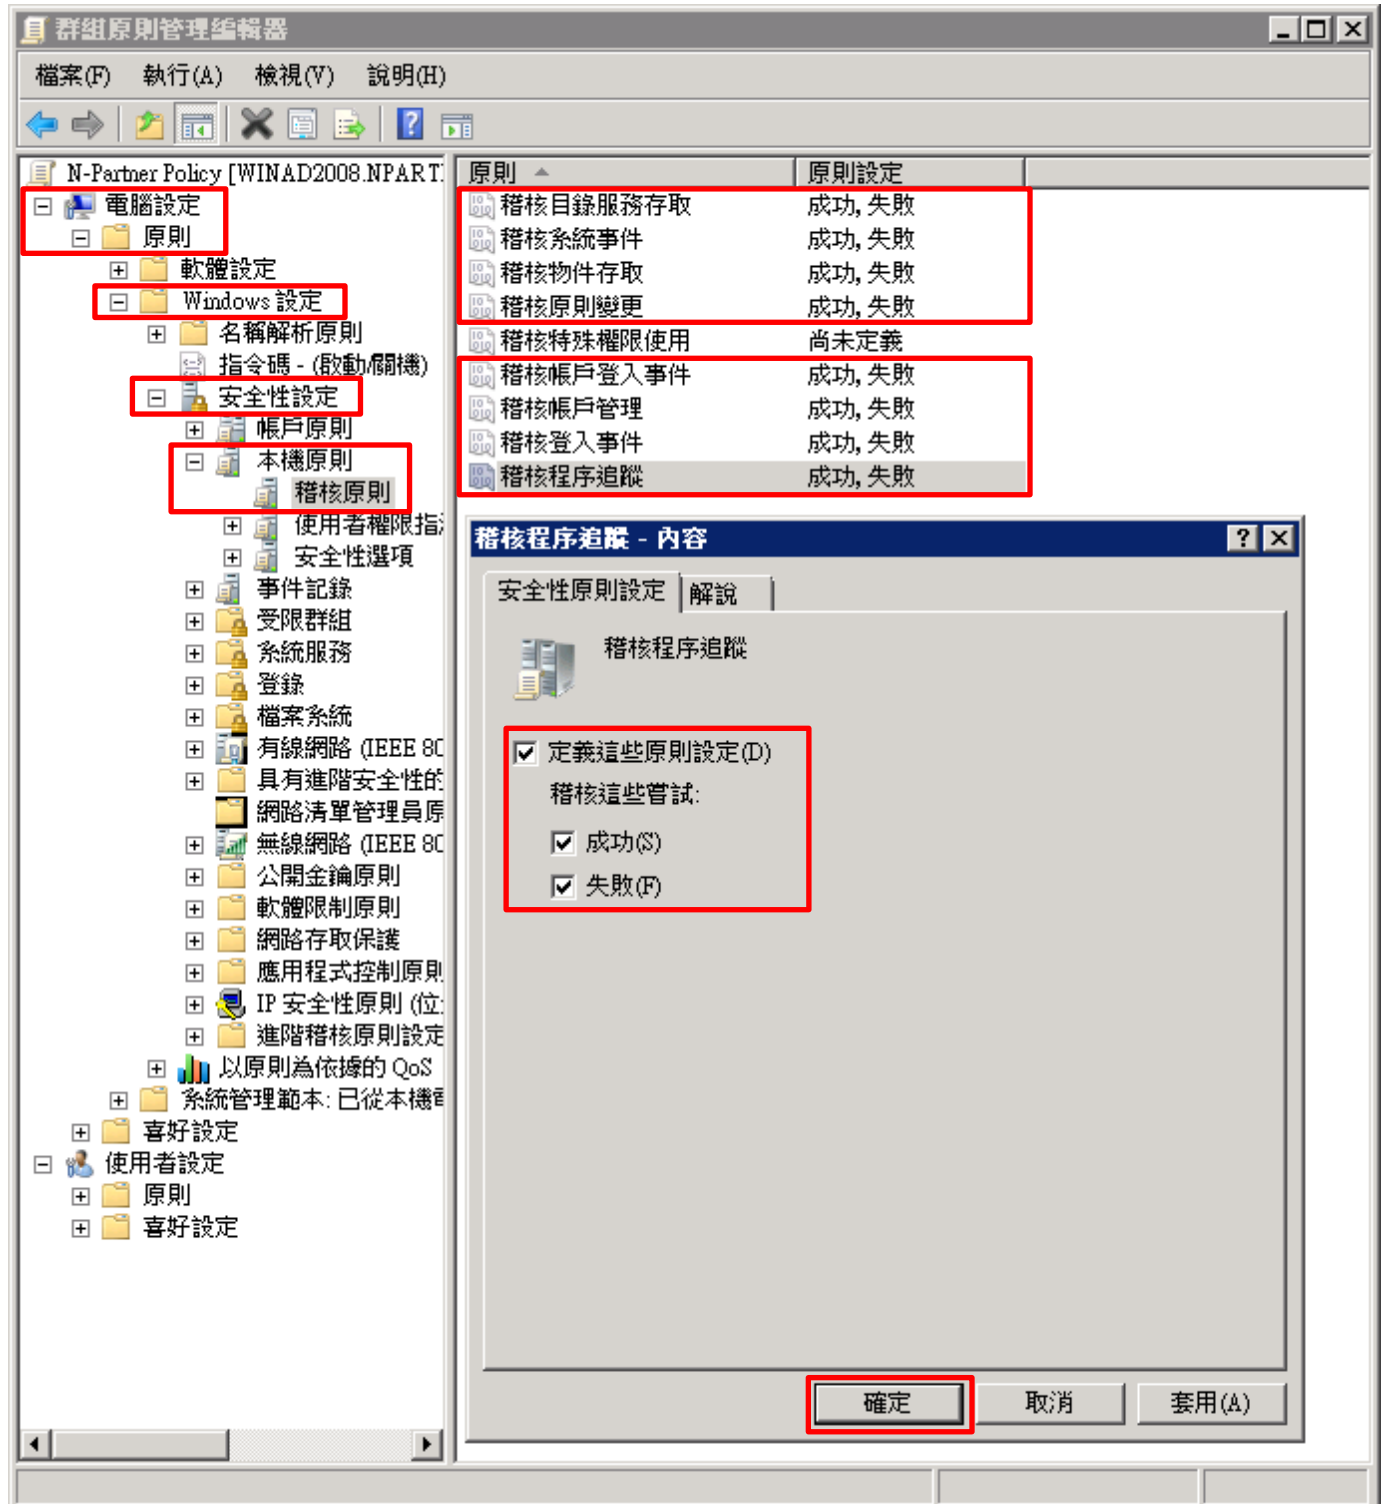 群組原則管理編輯器
檔案(F) 執行(A) 檢視(V) 說明(H)
N-Partner Policy [WINAD2008.NPART
電腦設定
原則
軟體設定
Windows 設定
名稱解析原則
指令碼 - (啟動/關機)
安全性設定
帳戶原則
本機原則
稽核原則
使用者權限指
安全性選項
事件記錄
受限群組
系統服務
登錄
檔案系統
有線網路 (IEEE 80
具有進階安全性的
網路清單管理員原
無線網路 (IEEE 80
公開金鑰原則
軟體限制原則
網路存取保護
應用程式控制原則
IP 安全性原則 (位
進階稽核原則設定
以原則為依據的 QoS
系統管理範本: 已從本機電
喜好設定
使用者設定
原則
喜好設定
原則 原則設定
稽核目錄服務存取 成功, 失敗
稽核系統事件 成功, 失敗
稽核物件存取 成功, 失敗
稽核原則變更 成功, 失敗
稽核特殊權限使用 尚未定義
稽核帳戶登入事件 成功, 失敗
稽核帳戶管理 成功, 失敗
稽核登入事件 成功, 失敗
稽核程序追蹤 成功, 失敗
稽核程序追蹤 - 內容
安全性原則設定 解說
稽核程序追蹤
定義這些原則設定(D)
稽核這些嘗試:
成功(S)
失敗(F)
確定 取消 套用(A)